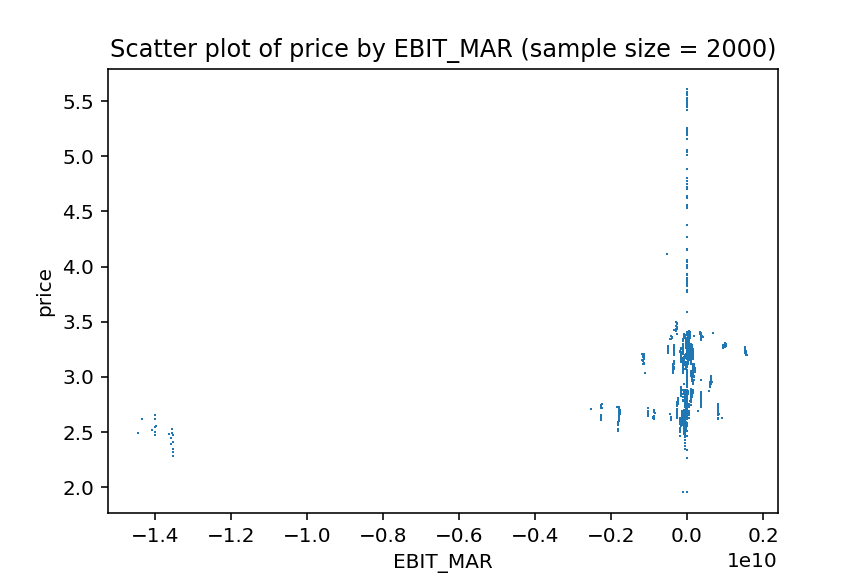 Scatter plot of price by EBIT_MAR (sample size = 2000)
5.5
5.0
4.5
4.0
3.5
3.0
2.5
2.0
price
−1.4 −1.2 −1.0 −0.8 −0.6 −0.4 −0.2 0.0 0.2
EBIT_MAR
1e10